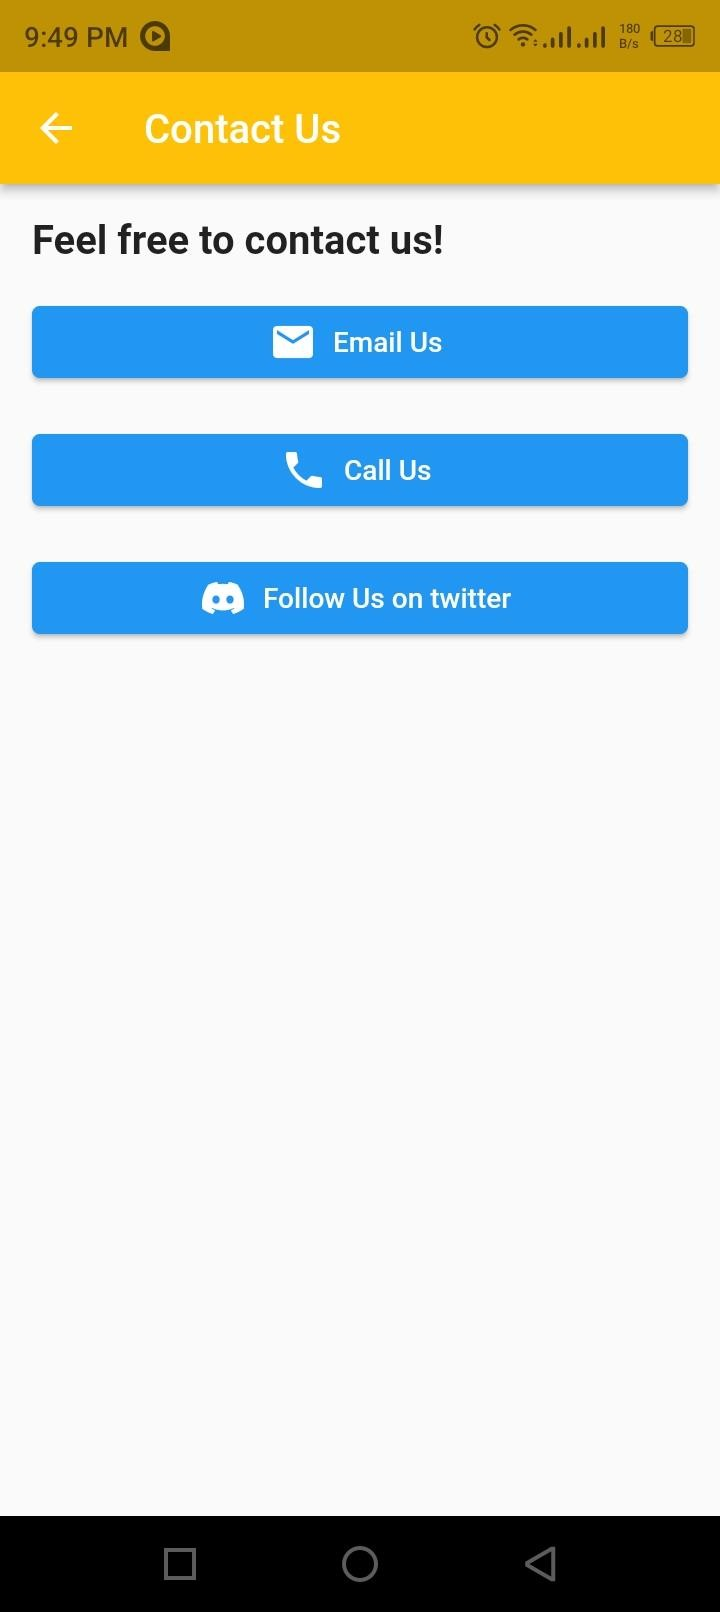 9:49 PM
180
B/s
28
Contact Us
Feel free to contact us!
Email Us
Call Us
Follow Us on twitter